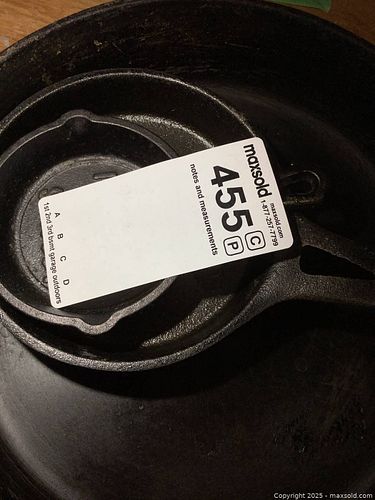 maxsold
maxsold.com
1-877-257-7799
455
C
P
notes and measurements
A B C D
1st 2nd 3rd bsmt garage outdoors
Copyright 2025 - maxsold.com